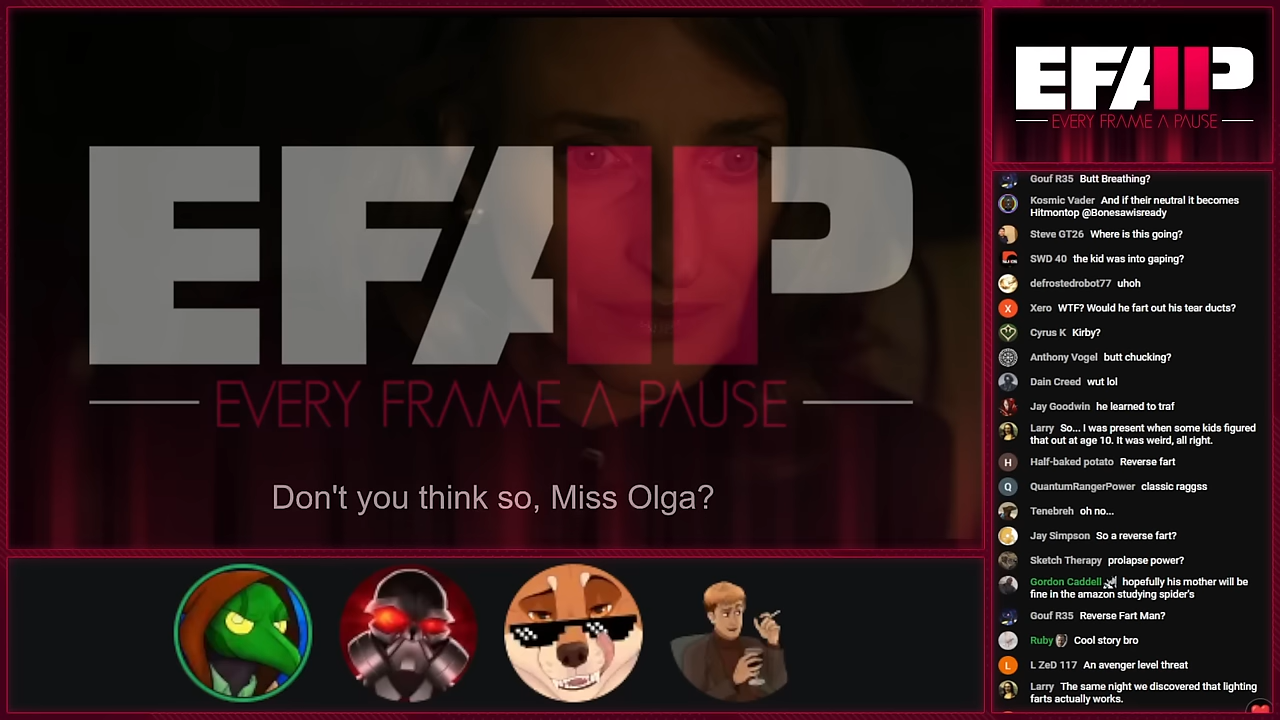 EFAP
EVERY FRAME A PAUSE
Don't you think so, Miss Olga?
EFAP
EVERY FRAME A PAUSE
Gouf R35 Butt Breathing?
Kosmic Vader And if their neutral it becomes
Hitmontop @Bonesawisready
Steve GT26 Where is this going?
SWD 40 the kid was into gaping?
defrostedrobot77 uhoh
X
Xero WTF? Would he fart out his tear ducts?
Cyrus K Kirby?
Anthony Vogel butt chucking?
Dain Creed wut lol
Jay Goodwin he learned to traf
Larry So... I was present when some kids figured
that out at age 10. It was weird, all right.
H
Half-baked potato Reverse fart
Q
QuantumRangerPower classic raggss
Tenebreh oh no...
Jay Simpson So a reverse fart?
Sketch Therapy prolapse power?
Gordon Caddell hopefully his mother will be
fine in the amazon studying spider's
Gouf R35 Reverse Fart Man?
Ruby Cool story bro
L
L ZeD 117 An avenger level threat
Larry The same night we discovered that lighting
farts actually works.